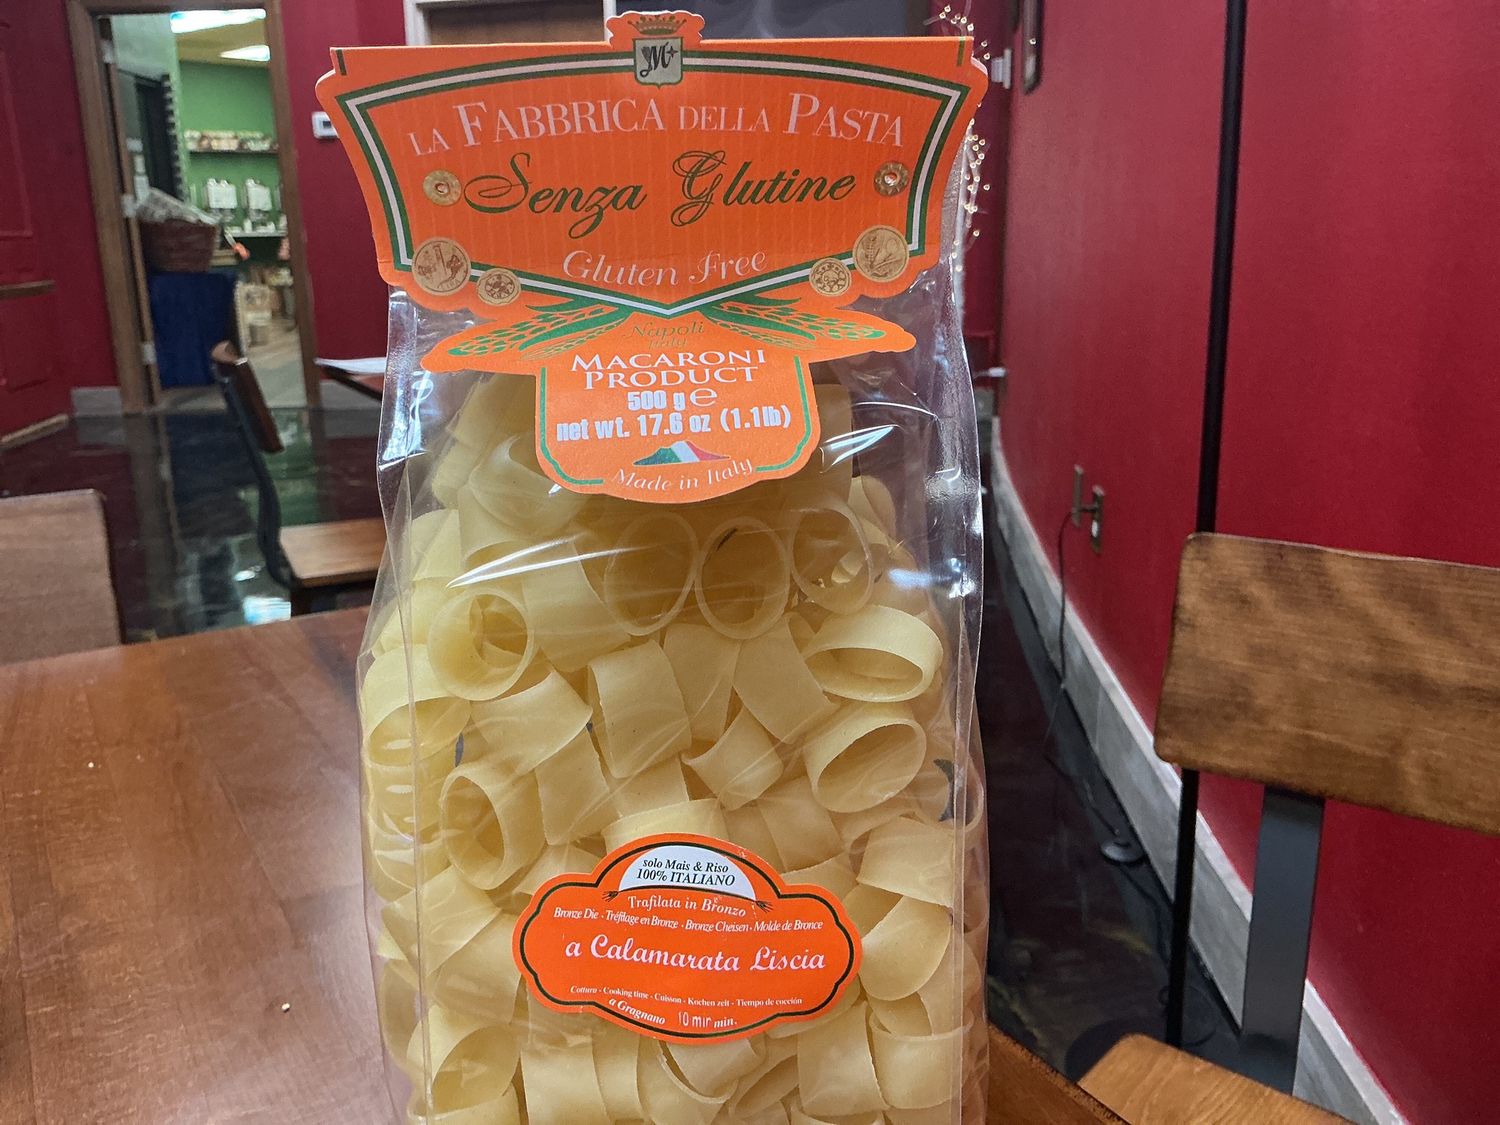 M
LA FABBRICA DELLA PASTA
Senza Glutine
Gluten Free
Napoli
Italy
MACARONI
PRODUCT
500 g ℮
net wt. 17.6 oz (1.1lb)
Made in Italy
solo Mais & Riso
100% ITALIANO
Trafilata in Bronzo
Bronze Die - Tréfilage en Bronze - Bronze Cheisen - Molde de Bronce
a Calamarata Liscia
Cottura - Cooking time - Cuisson - Kochen zeit - Tiempo de cocción
a Gragnano 10 min min.